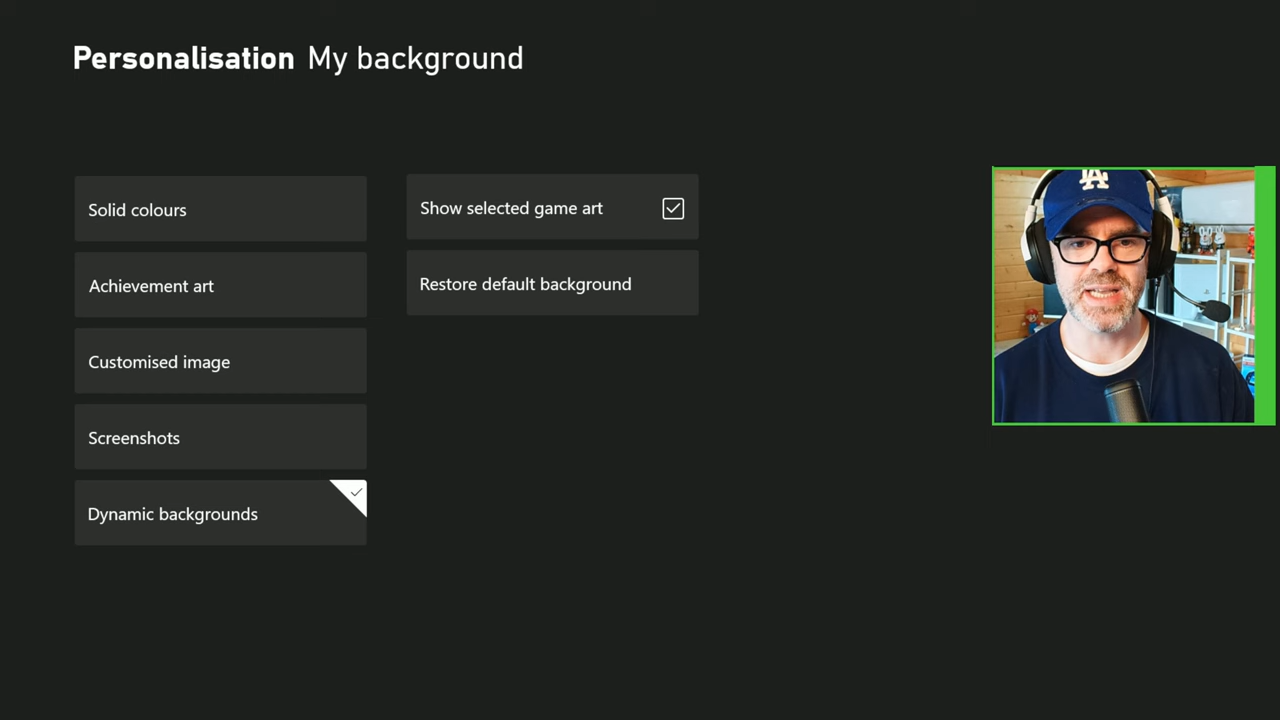 Personalisation My background
Solid colours
Achievement art
Customised image
Screenshots
Dynamic backgrounds
Show selected game art
Restore default background
LA